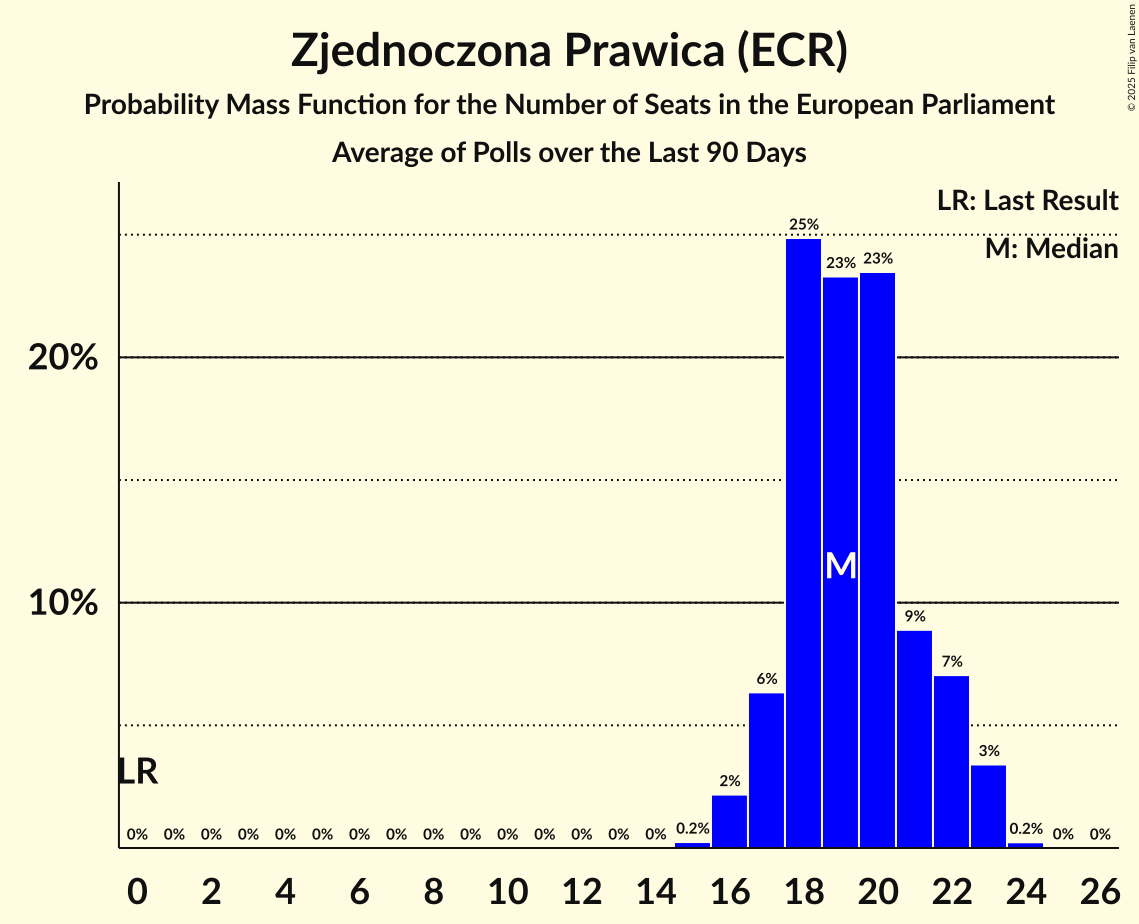 Zjednoczona Prawica (ECR)
Probability Mass Function for the Number of Seats in the European Parliament
Average of Polls over the Last 90 Days
© 2025 Filip van Laenen
LR: Last Result
M: Median
25%
23%
23%
20%
M
10%
9%
7%
6%
3%
2%
LR
0% 0% 0% 0% 0% 0% 0% 0% 0% 0% 0% 0% 0% 0% 0% 0.2% 0.2% 0% 0%
0 2 4 6 8 10 12 14 16 18 20 22 24 26